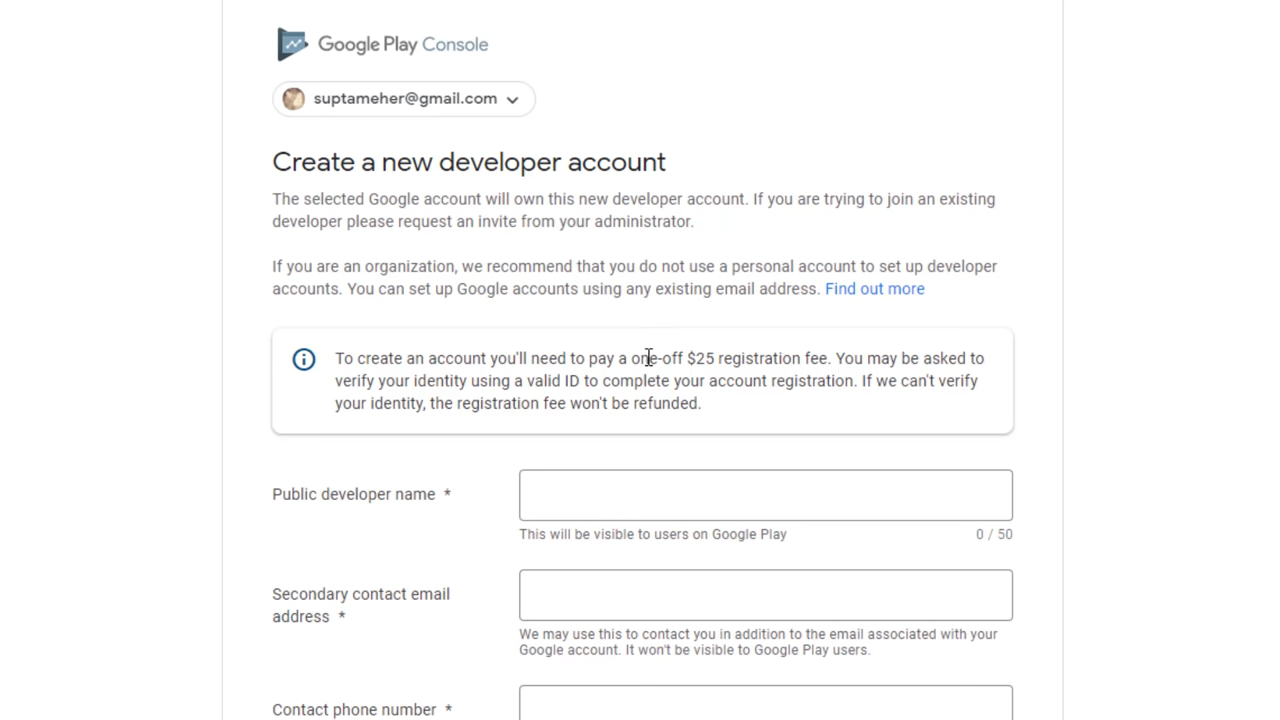 Google Play Console
suptameher@gmail.com
Create a new developer account
The selected Google account will own this new developer account. If you are trying to join an existing
developer please request an invite from your administrator.
If you are an organization, we recommend that you do not use a personal account to set up developer
accounts. You can set up Google accounts using any existing email address. Find out more
To create an account you'll need to pay a one-off $25 registration fee. You may be asked to
verify your identity using a valid ID to complete your account registration. If we can't verify
your identity, the registration fee won't be refunded.
Public developer name *
This will be visible to users on Google Play 0 / 50
Secondary contact email
address *
We may use this to contact you in addition to the email associated with your
Google account. It won't be visible to Google Play users.
Contact phone number *